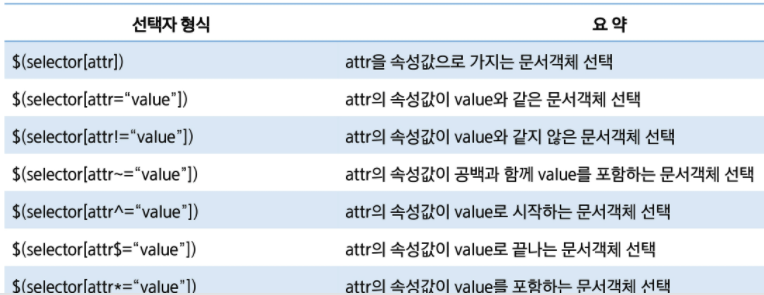 선택자 형식 요 약
$(selector[attr]) attr을 속성값으로 가지는 문서객체 선택
$(selector[attr=“value”]) attr의 속성값이 value와 같은 문서객체 선택
$(selector[attr!=“value”]) attr의 속성값이 value와 같지 않은 문서객체 선택
$(selector[attr~=“value”]) attr의 속성값이 공백과 함께 value를 포함하는 문서객체 선택
$(selector[attr^=“value”]) attr의 속성값이 value로 시작하는 문서객체 선택
$(selector[attr$=“value”]) attr의 속성값이 value로 끝나는 문서객체 선택
$(selector[attr*=“value”]) attr의 속성값이 value를 포함하는 문서객체 선택